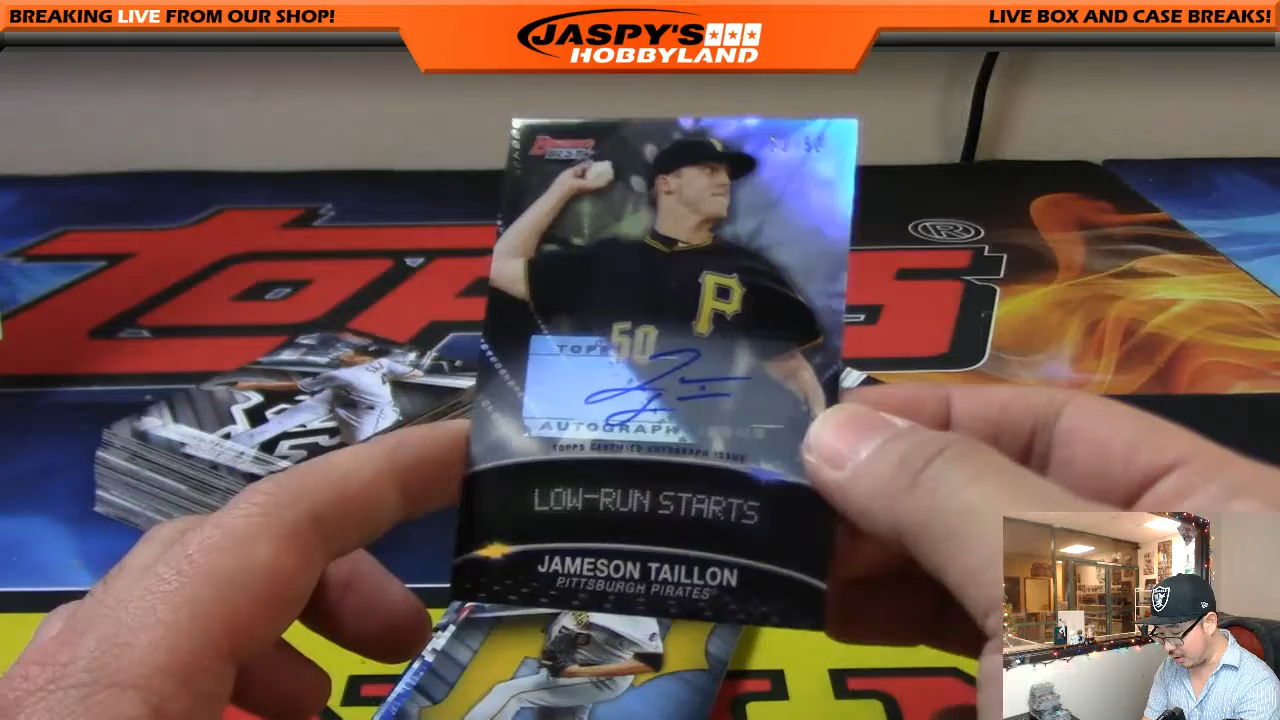 BREAKING LIVE FROM OUR SHOP!
JASPY'S
HOBBYLAND
LIVE BOX AND CASE BREAKS!
®
P
50
AUTOGRAPH
TOPPS CERTIFIED AUTOGRAPH ISSUE
LOW-RUN STARTS
JAMESON TAILLON
PITTSBURGH PIRATES